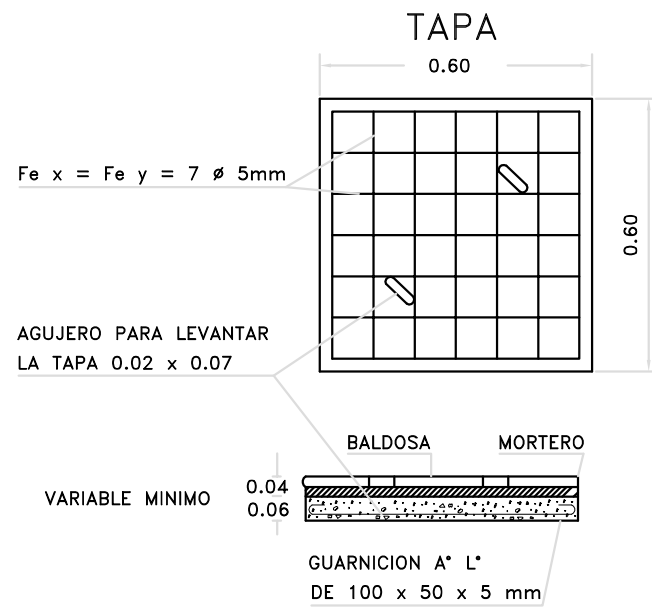 TAPA
0.60
Fe x = Fe y = 7 ø 5mm
0.60
AGUJERO PARA LEVANTAR
LA TAPA 0.02 x 0.07
BALDOSA
MORTERO
0.04
VARIABLE MINIMO
0.06
GUARNICION A° L°
DE 100 x 50 x 5 mm